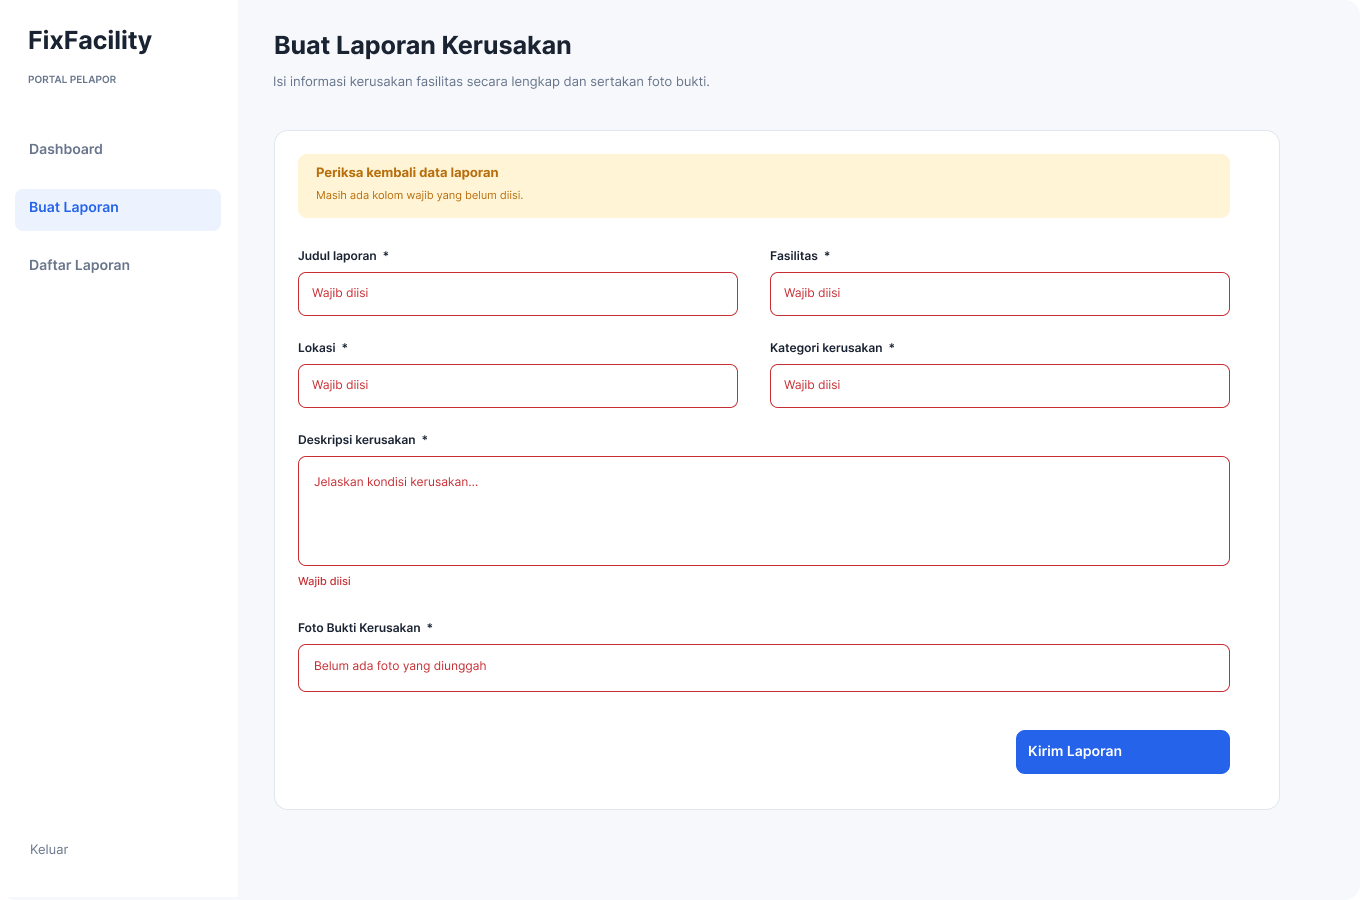 FixFacility
PORTAL PELAPOR
Dashboard
Buat Laporan
Daftar Laporan
Keluar
Buat Laporan Kerusakan
Isi informasi kerusakan fasilitas secara lengkap dan sertakan foto bukti.
Periksa kembali data laporan
Masih ada kolom wajib yang belum diisi.
Judul laporan *
Wajib diisi
Fasilitas *
Wajib diisi
Lokasi *
Wajib diisi
Kategori kerusakan *
Wajib diisi
Deskripsi kerusakan *
Jelaskan kondisi kerusakan...
Wajib diisi
Foto Bukti Kerusakan *
Belum ada foto yang diunggah
Kirim Laporan